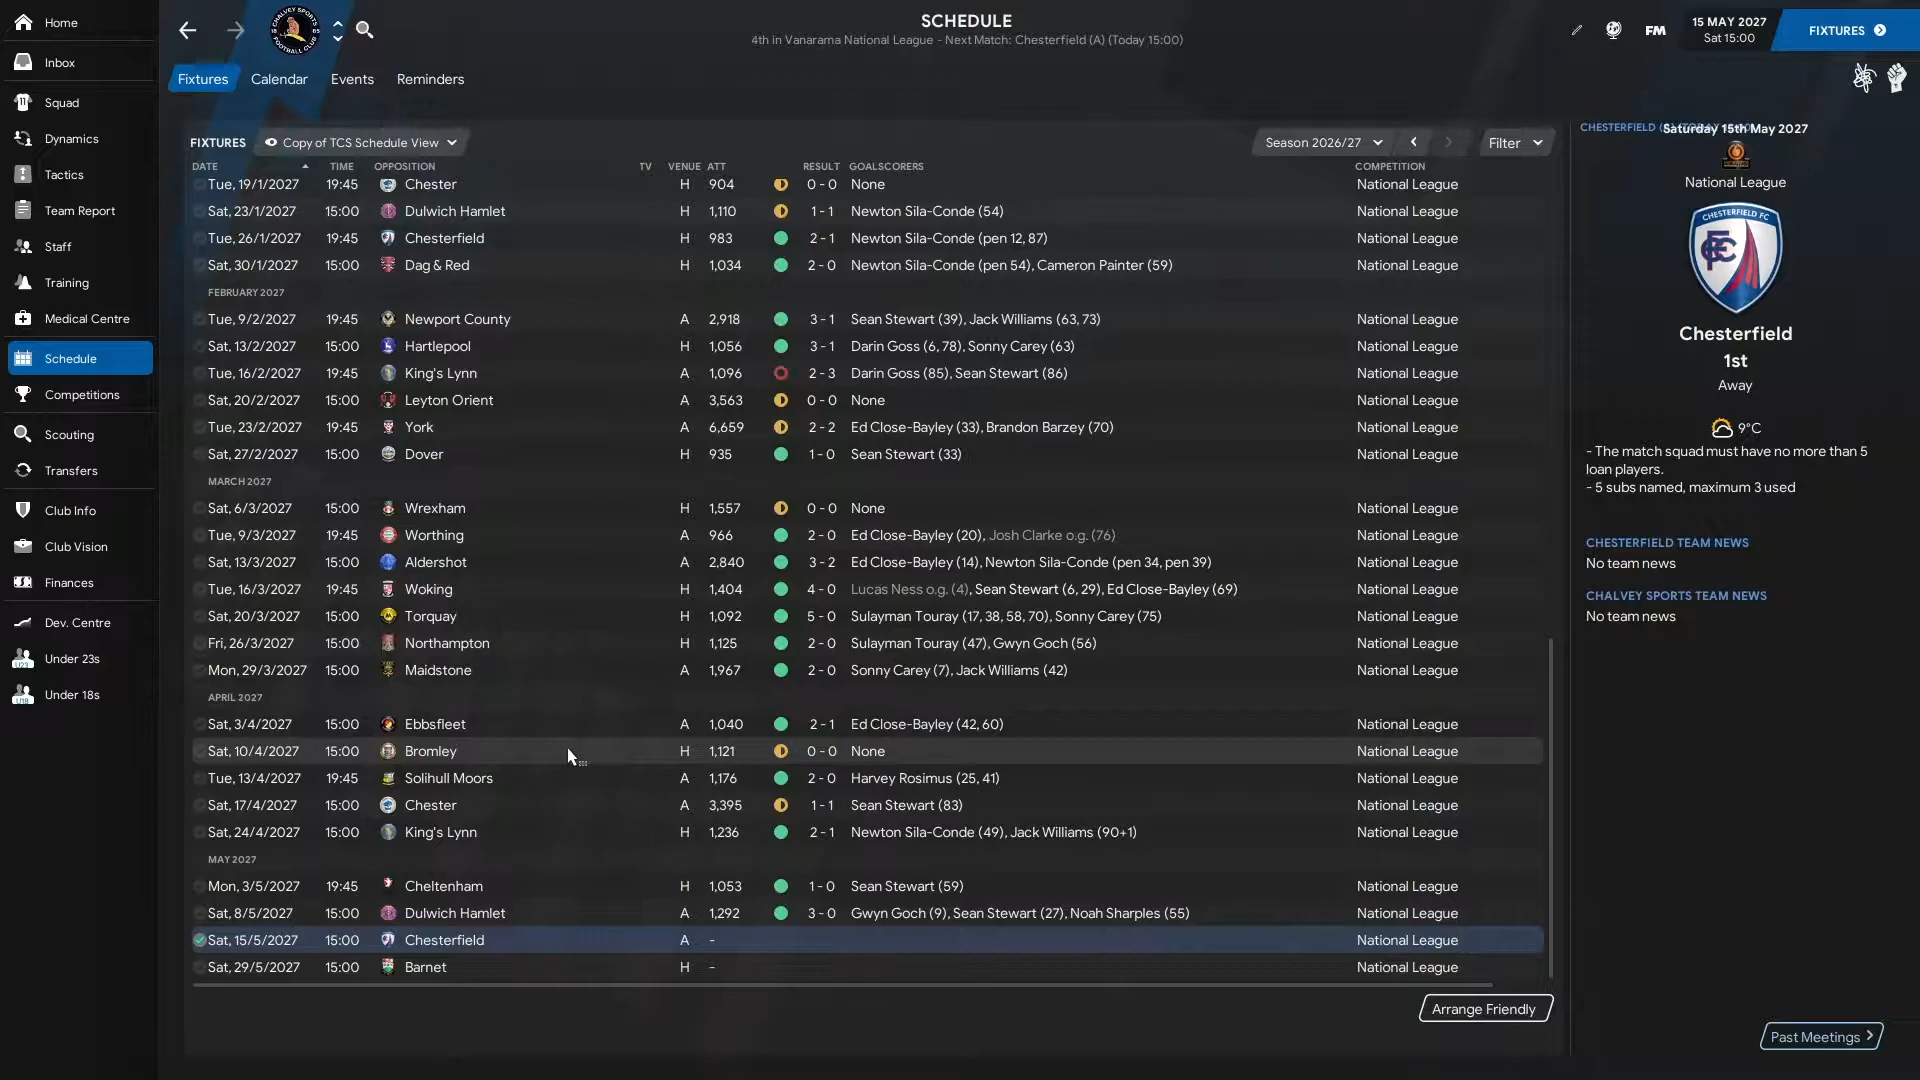 Home
Inbox
Squad
Dynamics
Tactics
Team Report
Staff
Training
Medical Centre
Schedule
Competitions
Scouting
Transfers
Club Info
Club Vision
Finances
Dev. Centre
Under 23s
Under 18s
CHALVEY SPORTS
FOOTBALL CLUB
SCHEDULE
4th in Vanarama National League - Next Match: Chesterfield (A) (Today 15:00)
FM
15 MAY 2027
Sat 15:00
FIXTURES
Fixtures Calendar Events Reminders
FIXTURES Copy of TCS Schedule View Season 2026/27 Filter
DATE TIME OPPOSITION TV VENUE ATT RESULT GOALSCORERS COMPETITION
Tue, 19/1/2027 19:45 Chester H 904 0 - 0 None National League
Sat, 23/1/2027 15:00 Dulwich Hamlet H 1,110 1 - 1 Newton Sila-Conde (54) National League
Tue, 26/1/2027 19:45 Chesterfield H 983 2 - 1 Newton Sila-Conde (pen 12, 87) National League
Sat, 30/1/2027 15:00 Dag & Red H 1,034 2 - 0 Newton Sila-Conde (pen 54), Cameron Painter (59) National League
FEBRUARY 2027
Tue, 9/2/2027 19:45 Newport County A 2,918 3 - 1 Sean Stewart (39), Jack Williams (63, 73) National League
Sat, 13/2/2027 15:00 Hartlepool H 1,056 3 - 1 Darin Goss (6, 78), Sonny Carey (63) National League
Tue, 16/2/2027 19:45 King's Lynn A 1,096 2 - 3 Darin Goss (85), Sean Stewart (86) National League
Sat, 20/2/2027 15:00 Leyton Orient A 3,563 0 - 0 None National League
Tue, 23/2/2027 19:45 York A 6,659 2 - 2 Ed Close-Bayley (33), Brandon Barzey (70) National League
Sat, 27/2/2027 15:00 Dover H 935 1 - 0 Sean Stewart (33) National League
MARCH 2027
Sat, 6/3/2027 15:00 Wrexham H 1,557 0 - 0 None National League
Tue, 9/3/2027 19:45 Worthing A 966 2 - 0 Ed Close-Bayley (20), Josh Clarke o.g. (76) National League
Sat, 13/3/2027 15:00 Aldershot A 2,840 3 - 2 Ed Close-Bayley (14), Newton Sila-Conde (pen 34, pen 39) National League
Tue, 16/3/2027 19:45 Woking H 1,404 4 - 0 Lucas Ness o.g. (4), Sean Stewart (6, 29), Ed Close-Bayley (69) National League
Sat, 20/3/2027 15:00 Torquay H 1,092 5 - 0 Sulayman Touray (17, 38, 58, 70), Sonny Carey (75) National League
Fri, 26/3/2027 15:00 Northampton H 1,125 2 - 0 Sulayman Touray (47), Gwyn Goch (56) National League
Mon, 29/3/2027 15:00 Maidstone A 1,967 2 - 0 Sonny Carey (7), Jack Williams (42) National League
APRIL 2027
Sat, 3/4/2027 15:00 Ebbsfleet A 1,040 2 - 1 Ed Close-Bayley (42, 60) National League
Sat, 10/4/2027 15:00 Bromley H 1,121 0 - 0 None National League
Tue, 13/4/2027 19:45 Solihull Moors A 1,176 2 - 0 Harvey Rosimus (25, 41) National League
Sat, 17/4/2027 15:00 Chester A 3,395 1 - 1 Sean Stewart (83) National League
Sat, 24/4/2027 15:00 King's Lynn H 1,236 2 - 1 Newton Sila-Conde (49), Jack Williams (90+1) National League
MAY 2027
Mon, 3/5/2027 19:45 Cheltenham H 1,053 1 - 0 Sean Stewart (59) National League
Sat, 8/5/2027 15:00 Dulwich Hamlet A 1,292 3 - 0 Gwyn Goch (9), Sean Stewart (27), Noah Sharples (55) National League
Sat, 15/5/2027 15:00 Chesterfield A - National League
Sat, 29/5/2027 15:00 Barnet H - National League
Arrange Friendly
CHESTERFIELD
Saturday 15th May 2027
National League
CHESTERFIELD FC
Chesterfield
1st
Away
9°C
- The match squad must have no more than 5
loan players.
- 5 subs named, maximum 3 used
CHESTERFIELD TEAM NEWS
No team news
CHALVEY SPORTS TEAM NEWS
No team news
Past Meetings